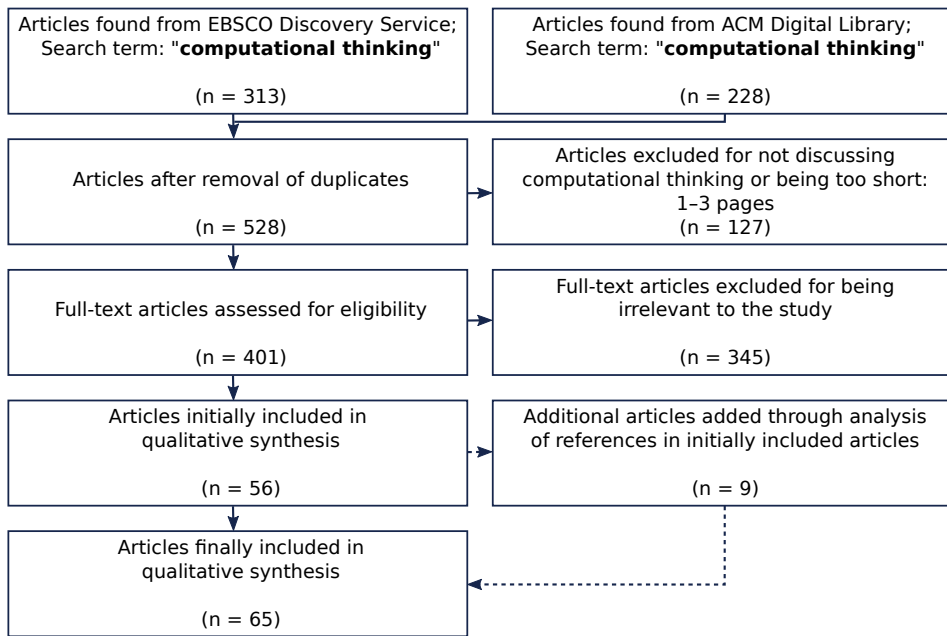 Articles found from EBSCO Discovery Service;
Search term: "computational thinking"
(n = 313)
Articles found from ACM Digital Library;
Search term: "computational thinking"
(n = 228)
Articles after removal of duplicates
(n = 528)
Articles excluded for not discussing
computational thinking or being too short:
1–3 pages
(n = 127)
Full-text articles assessed for eligibility
(n = 401)
Full-text articles excluded for being
irrelevant to the study
(n = 345)
Articles initially included in
qualitative synthesis
(n = 56)
Additional articles added through analysis
of references in initially included articles
(n = 9)
Articles finally included in
qualitative synthesis
(n = 65)